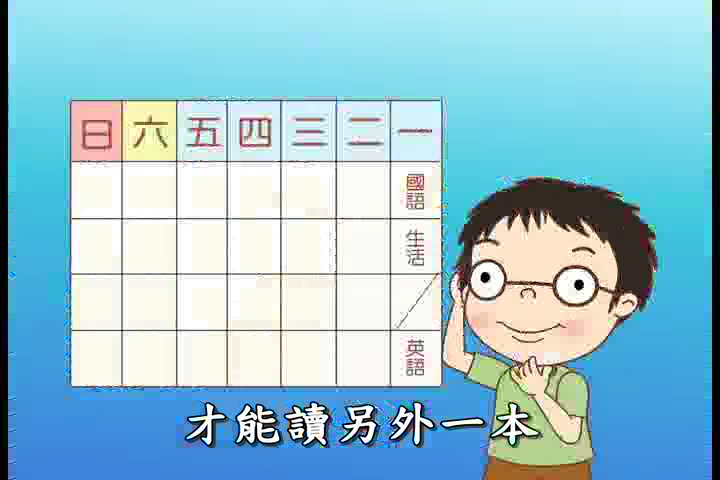 日 六 五 四 三 二 一
國語
生活
英語
才能讀另外一本